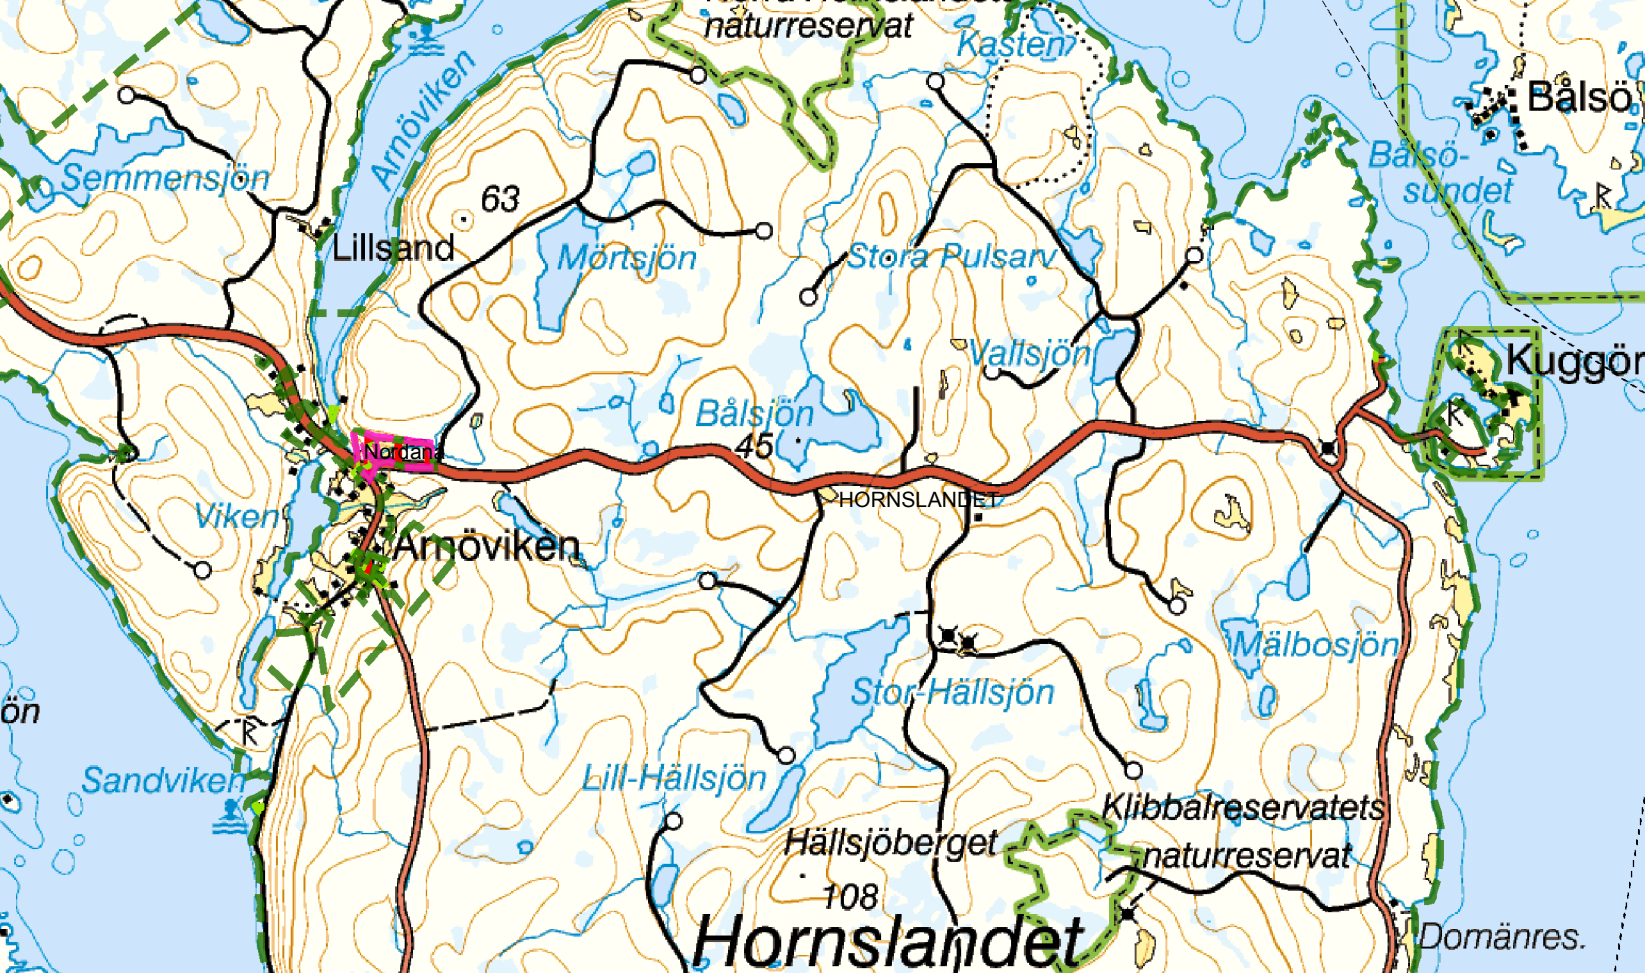 naturreservat
Kasten
Bålsö
Arnöviken
Bålsö-
sundet
Semmensjön
63
R
Lillsand
Mörtsjön
Stora Pulsarv
Vallsjön
R
Kuggör
Bålsjön
45
R
Nordana
HORNSLANDET
Viken
Arnöviken
Mälbosjön
Stor-Hällsjön
ön
R
Sandviken
Lill-Hällsjön
Klibbalreservatets
naturreservat
Hällsjöberget
108
Hornslandet
Domänres.